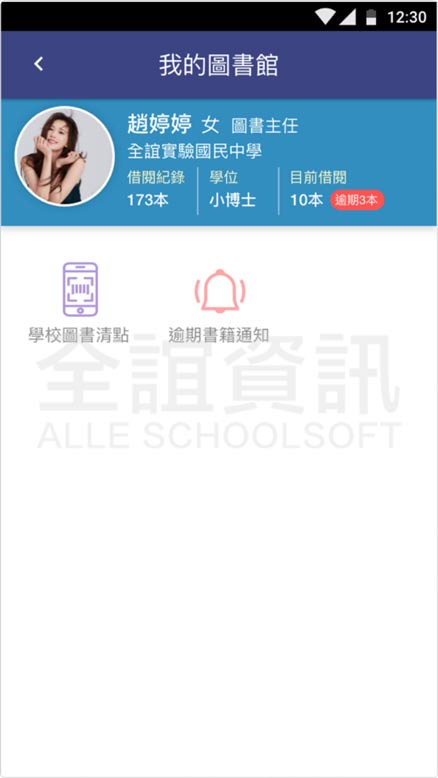 12:30
我的圖書館
趙婷婷 女 圖書主任
全誼實驗國民中學
借閱紀錄 學位 目前借閱
173本 小博士 10本 逾期3本
學校圖書清點 逾期書籍通知
全誼資訊
ALLE SCHOOLSOFT